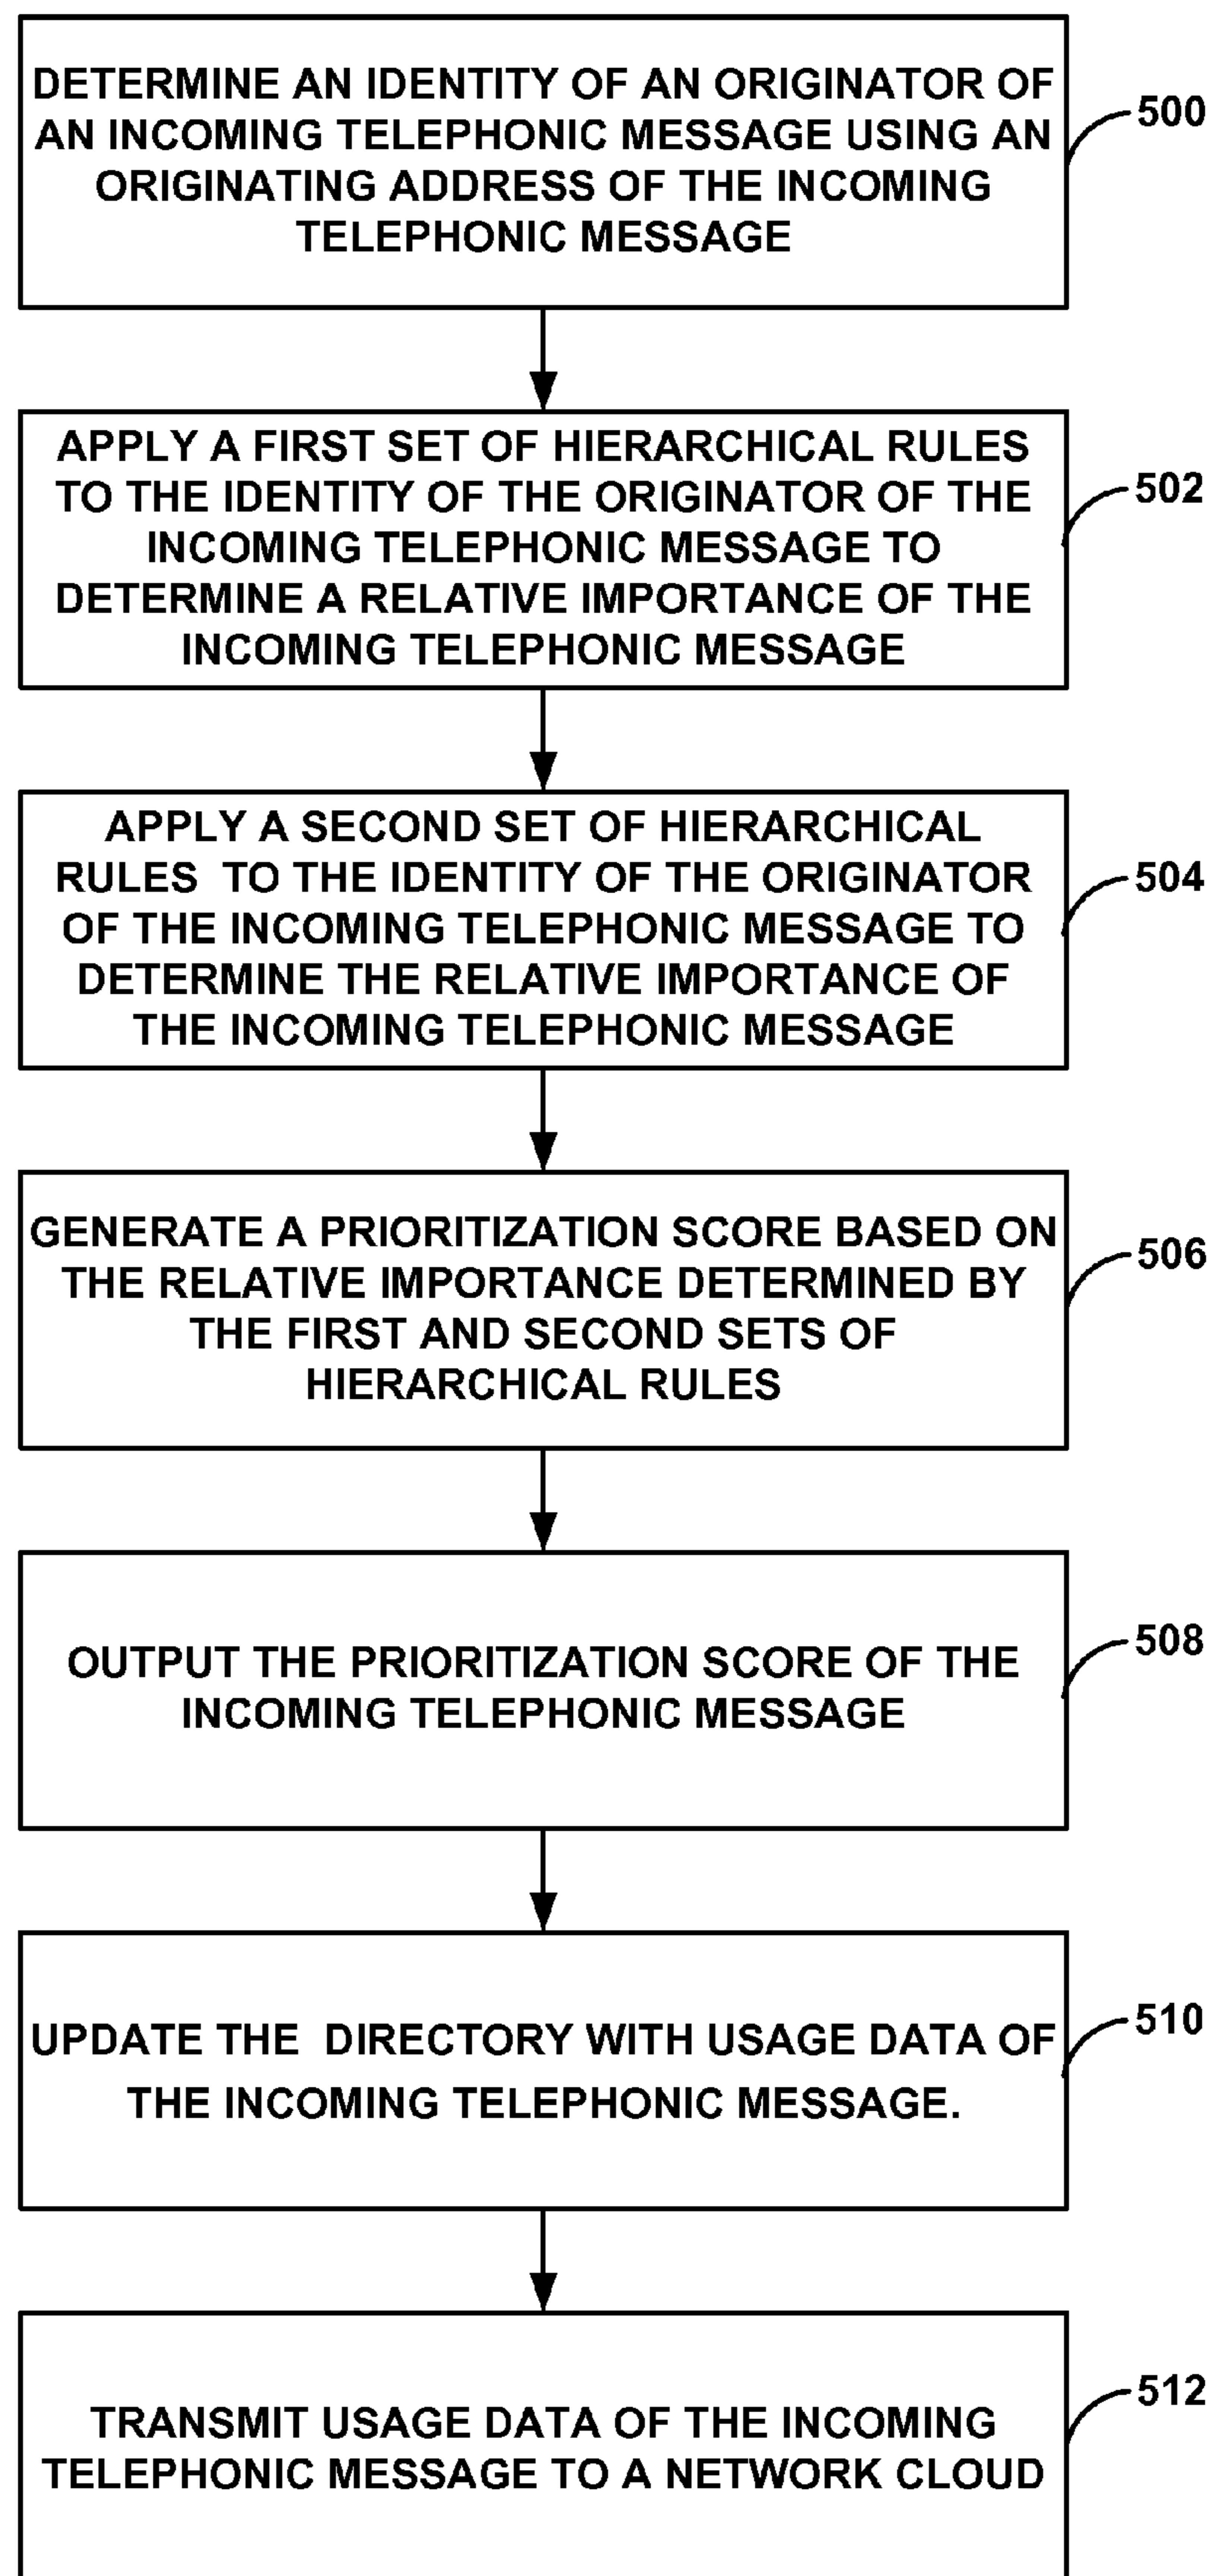 DETERMINE AN IDENTITY OF AN ORIGINATOR OF
AN INCOMING TELEPHONIC MESSAGE USING AN
ORIGINATING ADDRESS OF THE INCOMING
TELEPHONIC MESSAGE
500
APPLY A FIRST SET OF HIERARCHICAL RULES
TO THE IDENTITY OF THE ORIGINATOR OF THE
INCOMING TELEPHONIC MESSAGE TO
DETERMINE A RELATIVE IMPORTANCE OF THE
INCOMING TELEPHONIC MESSAGE
502
APPLY A SECOND SET OF HIERARCHICAL
RULES TO THE IDENTITY OF THE ORIGINATOR
OF THE INCOMING TELEPHONIC MESSAGE TO
DETERMINE THE RELATIVE IMPORTANCE OF
THE INCOMING TELEPHONIC MESSAGE
504
GENERATE A PRIORITIZATION SCORE BASED ON
THE RELATIVE IMPORTANCE DETERMINED BY
THE FIRST AND SECOND SETS OF
HIERARCHICAL RULES
506
OUTPUT THE PRIORITIZATION SCORE OF THE
INCOMING TELEPHONIC MESSAGE
508
UPDATE THE DIRECTORY WITH USAGE DATA OF
THE INCOMING TELEPHONIC MESSAGE.
510
TRANSMIT USAGE DATA OF THE INCOMING
TELEPHONIC MESSAGE TO A NETWORK CLOUD
512